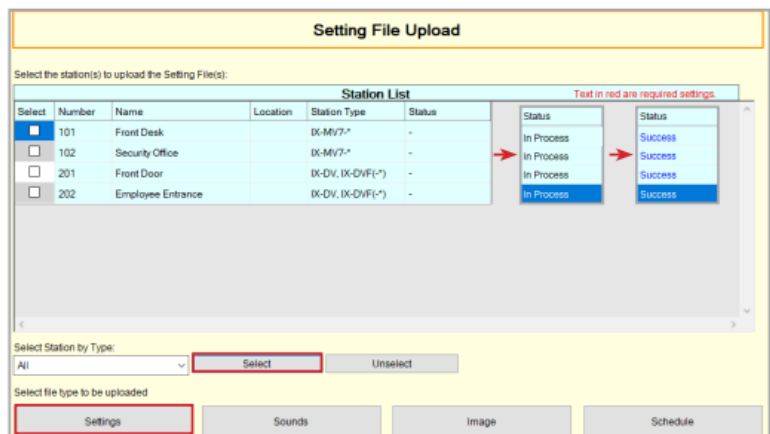 Setting File Upload
Select the station(s) to upload the Setting File(s):
Station List Text in red are required settings.
Select Number Name Location Station Type Status
101 Front Desk IX-MV7-* -
102 Security Office IX-MV7-* -
201 Front Door IX-DV, IX-DVF(-*) -
202 Employee Entrance IX-DV, IX-DVF(-*) -
Status
In Process
In Process
In Process
In Process
Status
Success
Success
Success
Success
Select Station by Type:
All Select Unselect
Select file type to be uploaded
Settings Sounds Image Schedule